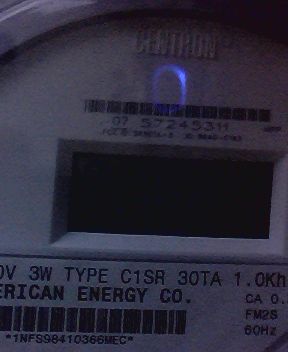 CENTRON
07 57245311
0V 3W TYPE C1SR 30TA 1.0Kh
ERICAN ENERGY CO.
CA 0.
FM2S
60Hz
*1NFS98410366MEC*